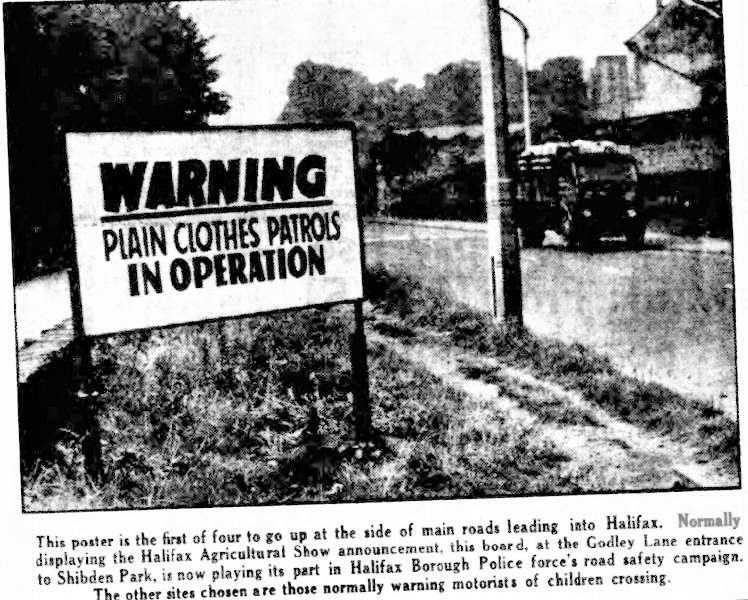 WARNING
PLAIN CLOTHES PATROLS
IN OPERATION
This poster is the first of four to go up at the side of main roads leading into Halifax. Normally
displaying the Halifax Agricultural Show announcement, this board, at the Godley Lane entrance
to Shibden Park, is now playing its part in Halifax Borough Police force's road safety campaign.
The other sites chosen are those normally warning motorists of children crossing.